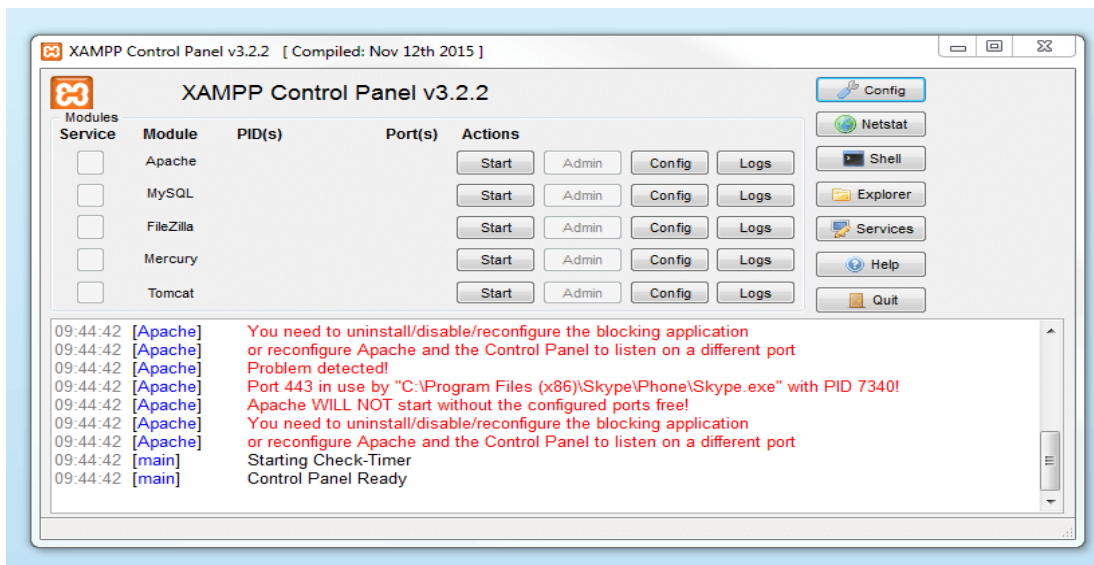 XAMPP Control Panel v3.2.2 [ Compiled: Nov 12th 2015 ]
XAMPP Control Panel v3.2.2
Config
Modules
Service Module PID(s) Port(s) Actions
Netstat
Apache Start Admin Config Logs
Shell
MySQL Start Admin Config Logs
Explorer
FileZilla Start Admin Config Logs
Services
Mercury Start Admin Config Logs
Help
Tomcat Start Admin Config Logs
Quit
09:44:42 [Apache] You need to uninstall/disable/reconfigure the blocking application
09:44:42 [Apache] or reconfigure Apache and the Control Panel to listen on a different port
09:44:42 [Apache] Problem detected!
09:44:42 [Apache] Port 443 in use by "C:\Program Files (x86)\Skype\Phone\Skype.exe" with PID 7340!
09:44:42 [Apache] Apache WILL NOT start without the configured ports free!
09:44:42 [Apache] You need to uninstall/disable/reconfigure the blocking application
09:44:42 [Apache] or reconfigure Apache and the Control Panel to listen on a different port
09:44:42 [main] Starting Check-Timer
09:44:42 [main] Control Panel Ready